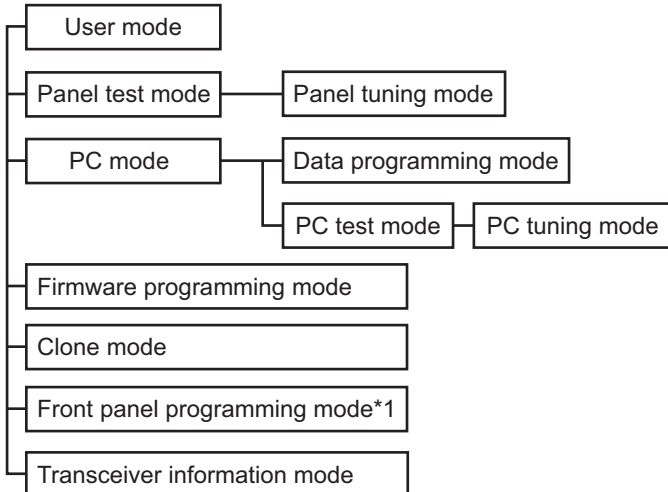 User mode
Panel test mode
Panel tuning mode
PC mode
Data programming mode
PC test mode
PC tuning mode
Firmware programming mode
Clone mode
Front panel programming mode*1
Transceiver information mode